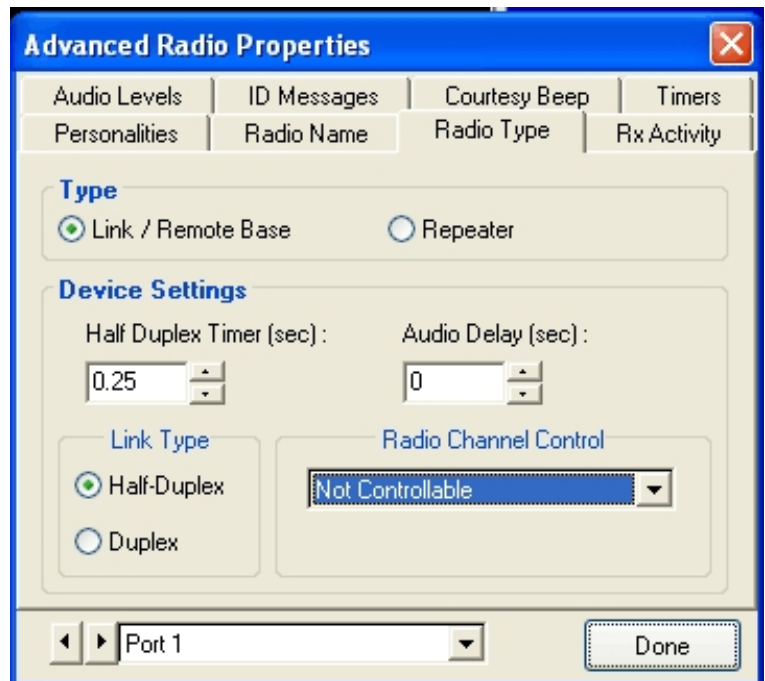 Advanced Radio Properties
Audio Levels ID Messages Courtesy Beep Timers
Personalities Radio Name Radio Type Rx Activity
Type
Link / Remote Base Repeater
Device Settings
Half Duplex Timer (sec) : Audio Delay (sec) :
0.25 0
Link Type Radio Channel Control
Half-Duplex Not Controllable
Duplex
Port 1 Done